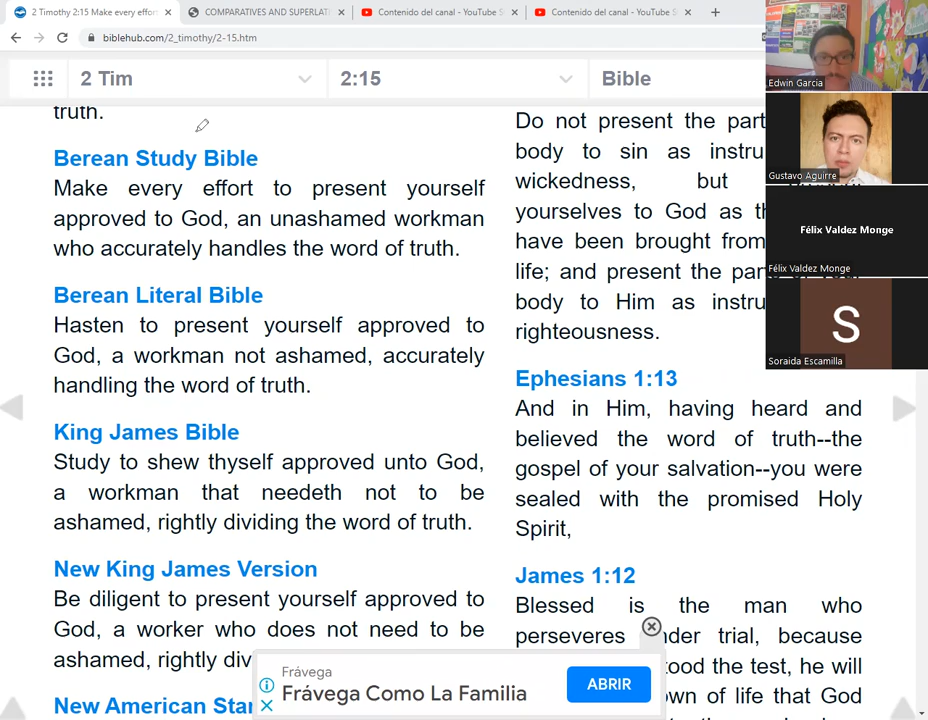 2 Timothy 2:15 Make every effor
COMPARATIVES AND SUPERLAT
Contenido del canal - YouTube S
Contenido del canal - YouTube S
biblehub.com/2_timothy/2-15.htm
2 Tim
2:15
Bible
truth.
Berean Study Bible
Make every effort to present yourself
approved to God, an unashamed workman
who accurately handles the word of truth.
Berean Literal Bible
Hasten to present yourself approved to
God, a workman not ashamed, accurately
handling the word of truth.
King James Bible
Study to shew thyself approved unto God,
a workman that needeth not to be
ashamed, rightly dividing the word of truth.
New King James Version
Be diligent to present yourself approved to
God, a worker who does not need to be
ashamed, rightly div
New American Star
Do not present the part
body to sin as instru
wickedness, but
yourselves to God as th
have been brought from
life; and present the part
body to Him as instru
righteousness.
Ephesians 1:13
And in Him, having heard and
believed the word of truth--the
gospel of your salvation--you were
sealed with the promised Holy
Spirit,
James 1:12
Blessed is the man who
perseveres nder trial, because
tood the test, he will
own of life that God
Frávega
Frávega Como La Familia
ABRIR
Edwin Garcia
Gustavo Aguirre
Félix Valdez Monge
Félix Valdez Monge
S
Soraida Escamilla